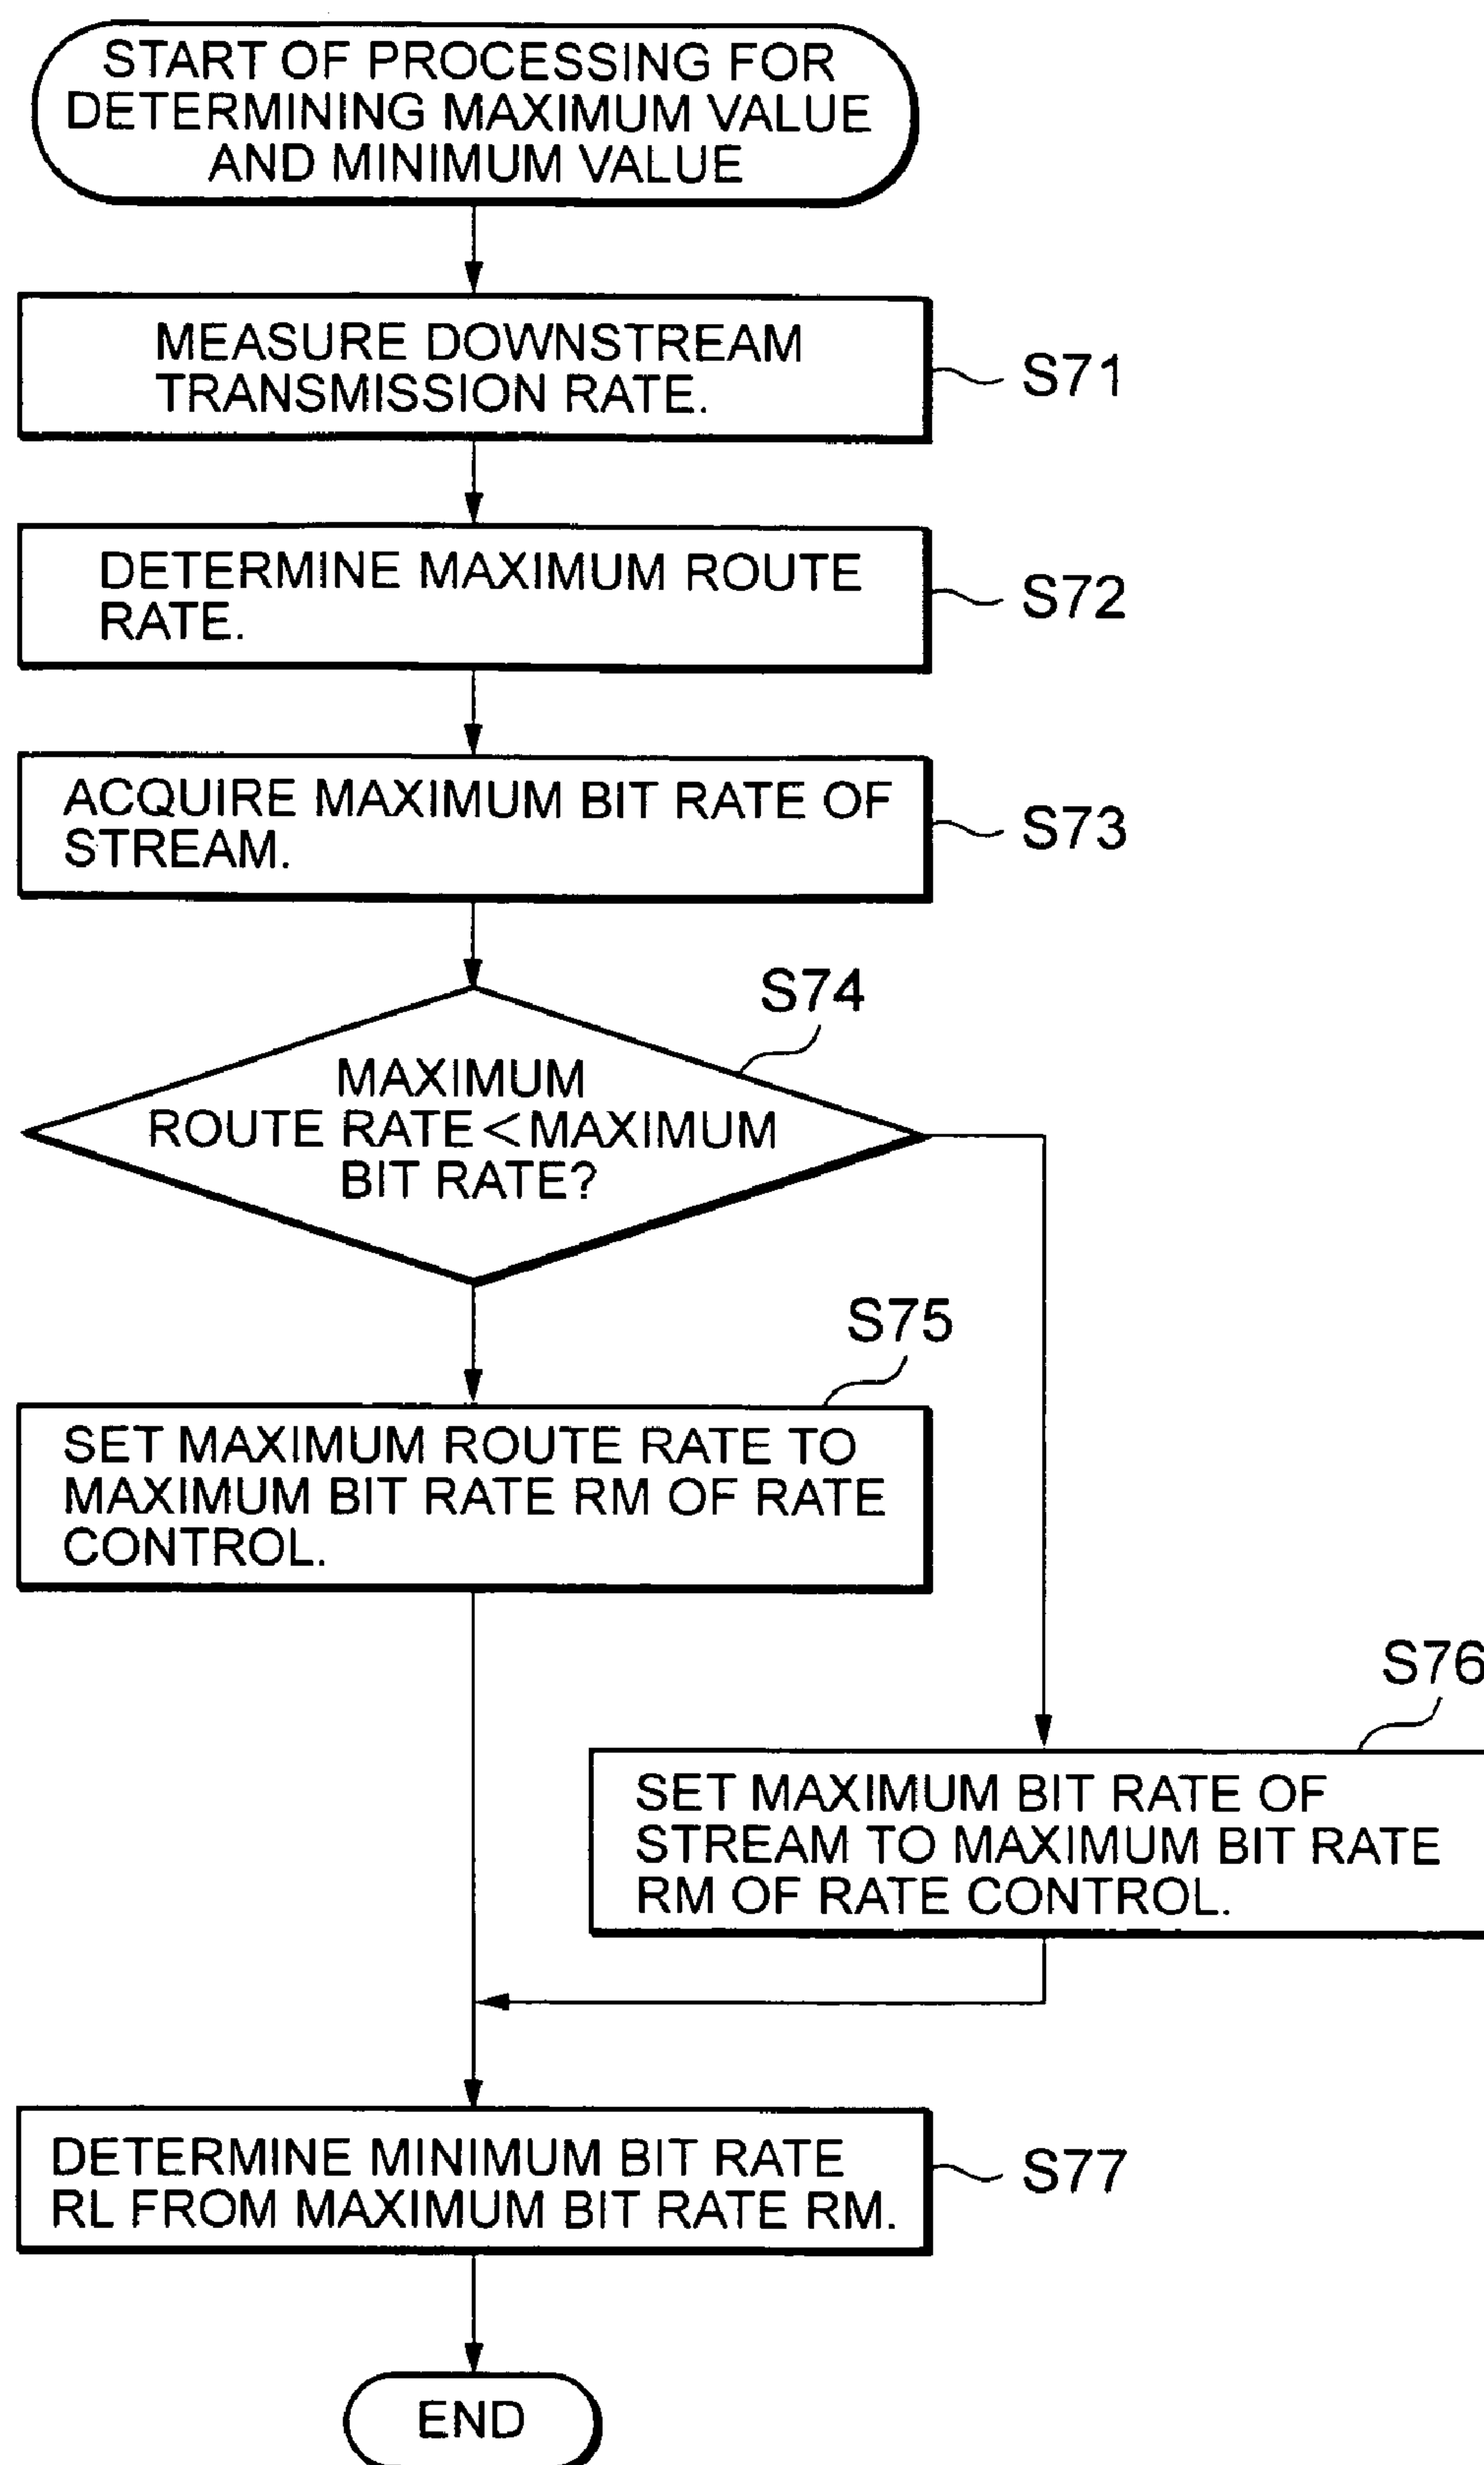 START OF PROCESSING FOR
DETERMINING MAXIMUM VALUE
AND MINIMUM VALUE
MEASURE DOWNSTREAM
TRANSMISSION RATE.
S71
DETERMINE MAXIMUM ROUTE
RATE.
S72
ACQUIRE MAXIMUM BIT RATE OF
STREAM.
S73
S74
MAXIMUM
ROUTE RATE<MAXIMUM
BIT RATE?
S75
SET MAXIMUM ROUTE RATE TO
MAXIMUM BIT RATE RM OF RATE
CONTROL.
S76
SET MAXIMUM BIT RATE OF
STREAM TO MAXIMUM BIT RATE
RM OF RATE CONTROL.
DETERMINE MINIMUM BIT RATE
RL FROM MAXIMUM BIT RATE RM.
S77
END